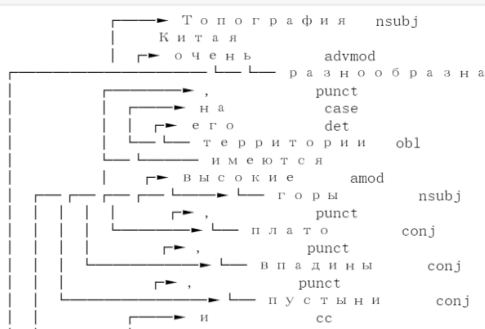 Топография nsubj
Китая
очень advmod
разнообразна
, punct
на case
его det
территории obl
имеются
высокие amod
горы nsubj
, punct
плато conj
, punct
впадины conj
, punct
пустыни conj
и cc